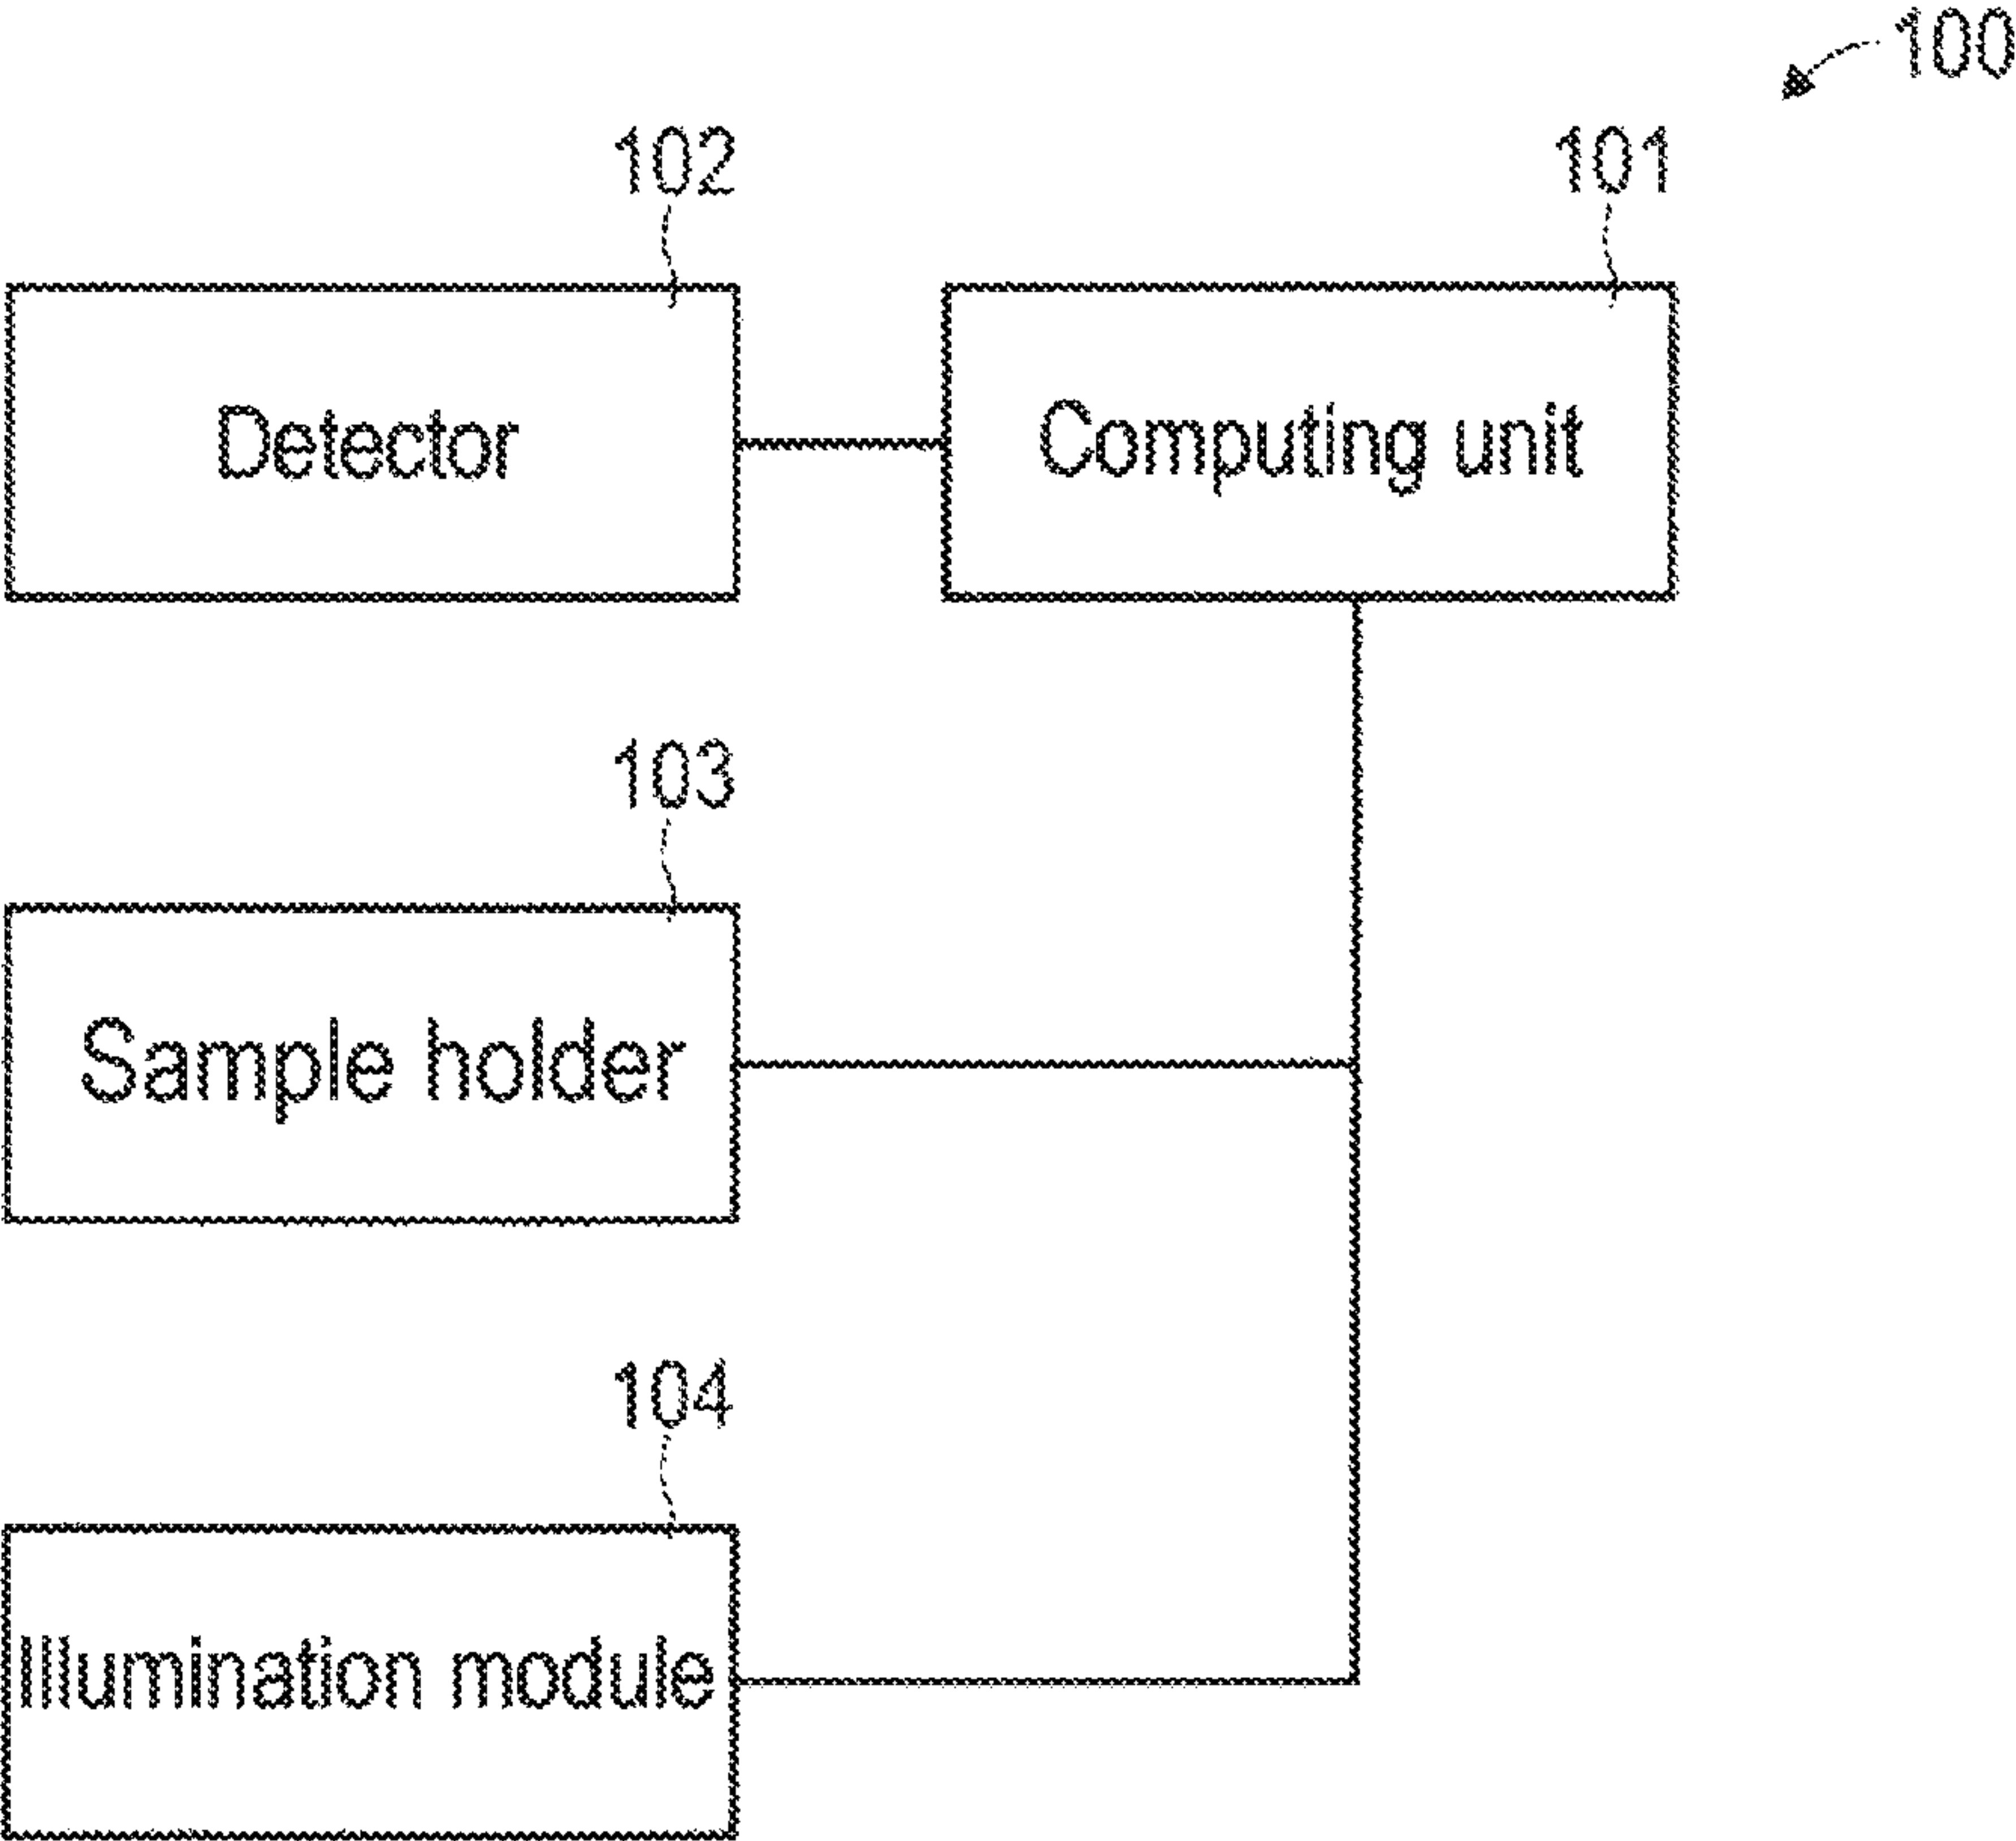 100
102
101
Detector
Computing unit
103
Sample holder
104
Illumination module